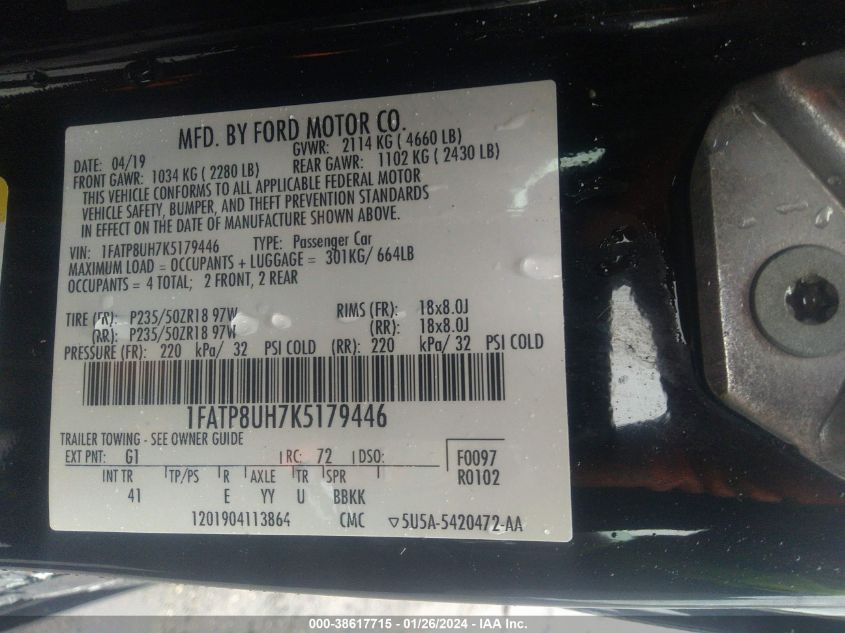 MFD. BY FORD MOTOR CO.
DATE: 04/19 GVWR: 2114 KG ( 4660 LB)
FRONT GAWR: 1034 KG ( 2280 LB) REAR GAWR: 1102 KG ( 2430 LB)
THIS VEHICLE CONFORMS TO ALL APPLICABLE FEDERAL MOTOR
VEHICLE SAFETY, BUMPER, AND THEFT PREVENTION STANDARDS
IN EFFECT ON THE DATE OF MANUFACTURE SHOWN ABOVE.
VIN: 1FATP8UH7K5179446 TYPE: Passenger Car
MAXIMUM LOAD = OCCUPANTS + LUGGAGE = 301KG/ 664LB
OCCUPANTS = 4 TOTAL; 2 FRONT, 2 REAR
TIRE (FR): P235/50ZR18 97W RIMS (FR): 18x8.0J
(RR): P235/50ZR18 97W (RR): 18x8.0J
PRESSURE (FR): 220 kPa/ 32 PSI COLD (RR): 220 kPa/ 32 PSI COLD
1FATP8UH7K5179446
TRAILER TOWING - SEE OWNER GUIDE
EXT PNT: G1 RC: 72 DSO: F0097
INT TR TP/PS R AXLE TR SPR R0102
41 E YY U BBKK
1201904113864 CMC ▽5U5A-5420472-AA
000-38617715 - 01/26/2024 - IAA Inc.